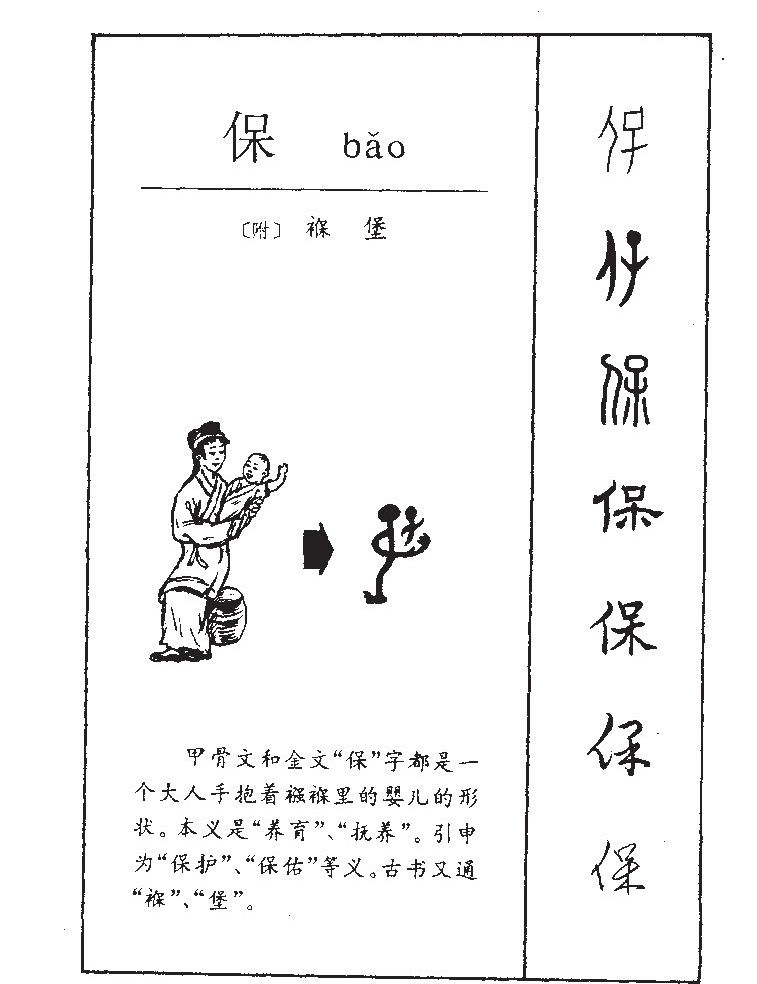 保 bǎo
〔附〕 褓 堡
甲骨文和金文“保”字都是一
个大人手抱着襁褓里的婴儿的形
状。本义是“养育”、“抚养”。引申
为“保护”、“保佑”等义。古书又通
“褓”、“堡”。
保
保
保
保
保
保
保